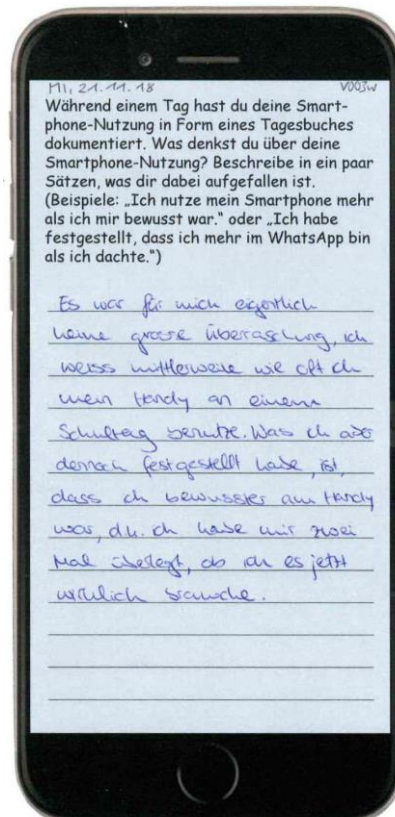 MI, 21.11.18 V003w
Während einem Tag hast du deine Smart-
phone-Nutzung in Form eines Tagesbuches
dokumentiert. Was denkst du über deine
Smartphone-Nutzung? Beschreibe in ein paar
Sätzen, was dir dabei aufgefallen ist.
(Beispiele: „Ich nutze mein Smartphone mehr
als ich mir bewusst war.“ oder „Ich habe
festgestellt, dass ich mehr im WhatsApp bin
als ich dachte.“)
Es war für mich eigentlich
keine grosse Überaschung, ich
weiss mittlerweile wie oft ich
mein Handy an einem
Schultag benutze. Was ich aber
dennoch festgestellt habe, ist,
dass ich bewusster am Handy
war, d.h. ich habe mir zwei
Mal überlegt, ob ich es jetzt
wirklich brauche.